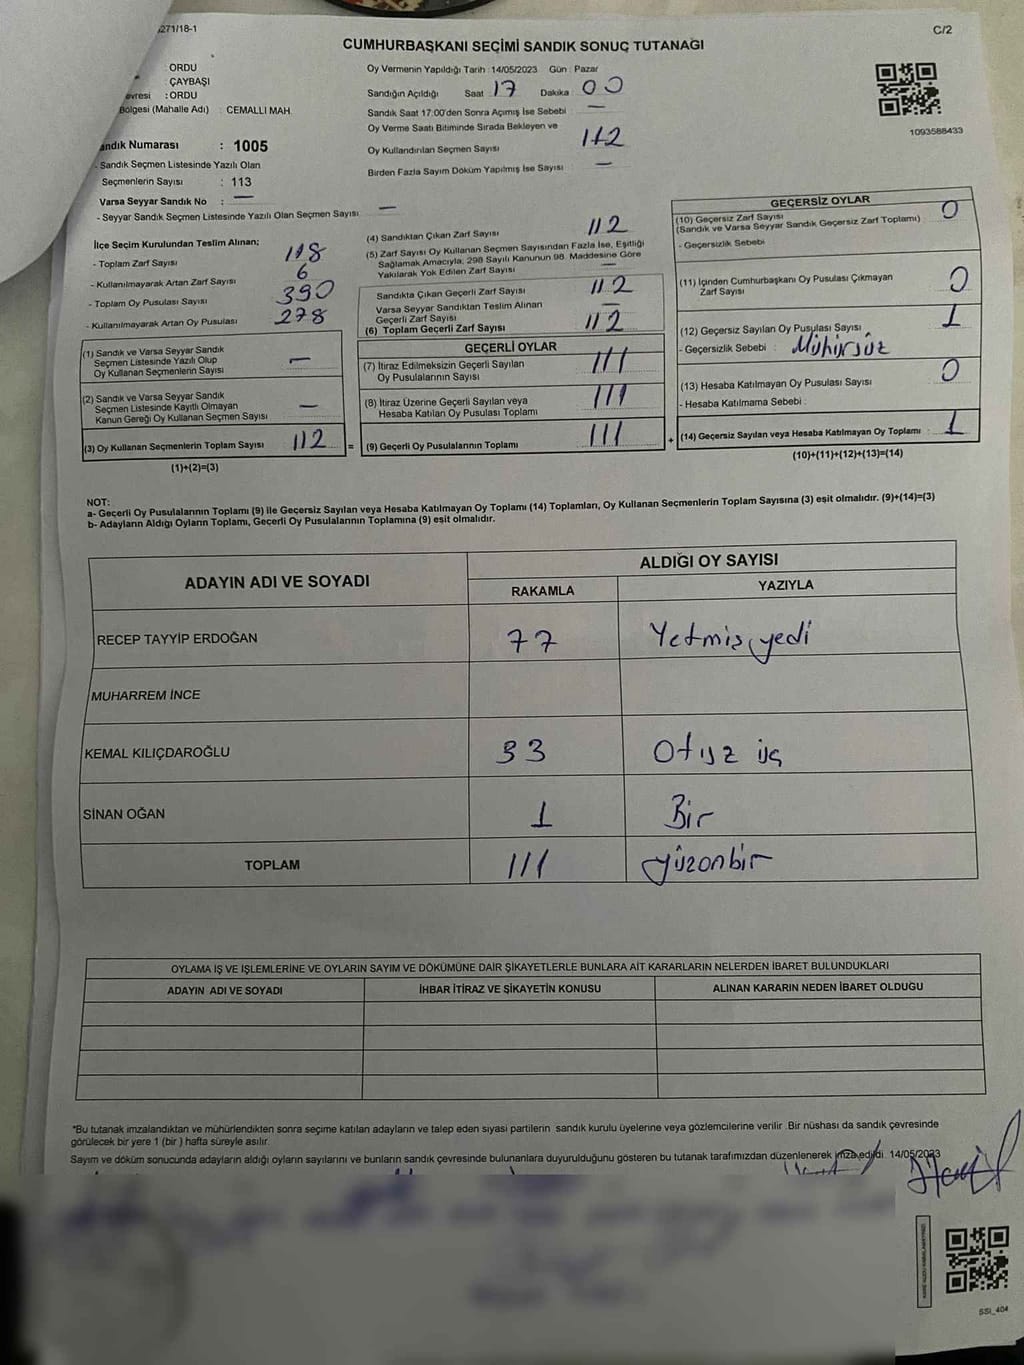 271/18-1
C/2
CUMHURBAŞKANI SEÇİMİ SANDIK SONUÇ TUTANAĞI
: ORDU
: ÇAYBAŞI
evresi : ORDU
Bölgesi (Mahalle Adı) : CEMALLİ MAH.
andık Numarası : 1005
- Sandık Seçmen Listesinde Yazılı Olan
Seçmenlerin Sayısı : 113
Varsa Seyyar Sandık No : —
- Seyyar Sandık Seçmen Listesinde Yazılı Olan Seçmen Sayısı: —
Oy Vermenin Yapıldığı Tarih : 14/05/2023 Gün : Pazar
Sandığın Açıldığı Saat : 17 Dakika : 00
Sandık Saat 17:00'den Sonra Açılmış İse Sebebi —
Oy Verme Saati Bitiminde Sırada Bekleyen ve
Oy Kullandırılan Seçmen Sayısı 112
Birden Fazla Sayım Döküm Yapılmış İse Sayısı —
1093588433
İlçe Seçim Kurulundan Teslim Alınan;
- Toplam Zarf Sayısı 118
- Kullanılmayarak Artan Zarf Sayısı 6
- Toplam Oy Pusulası Sayısı 390
- Kullanılmayarak Artan Oy Pusulası 278
(1) Sandık ve Varsa Seyyar Sandık
Seçmen Listesinde Yazılı Olup
Oy Kullanan Seçmenlerin Sayısı —
(2) Sandık ve Varsa Seyyar Sandık
Seçmen Listesinde Kayıtlı Olmayan
Kanun Gereği Oy Kullanan Seçmen Sayısı —
(3) Oy Kullanan Seçmenlerin Toplam Sayısı 112 =
(1)+(2)=(3)
(4) Sandıktan Çıkan Zarf Sayısı 112
(5) Zarf Sayısı Oy Kullanan Seçmen Sayısından Fazla İse, Eşitliği
Sağlamak Amacıyla, 298 Sayılı Kanunun 98. Maddesine Göre
Yakılarak Yok Edilen Zarf Sayısı —
Sandıkta Çıkan Geçerli Zarf Sayısı 112
Varsa Seyyar Sandıktan Teslim Alınan
Geçerli Zarf Sayısı —
(6) Toplam Geçerli Zarf Sayısı 112
GEÇERLİ OYLAR
(7) İtiraz Edilmeksizin Geçerli Sayılan
Oy Pusulalarının Sayısı 111
(8) İtiraz Üzerine Geçerli Sayılan veya
Hesaba Katılan Oy Pusulası Toplamı 111
(9) Geçerli Oy Pusulalarının Toplamı 111 +
GEÇERSİZ OYLAR
(10) Geçersiz Zarf Sayısı 0
(Sandık ve Varsa Seyyar Sandık Geçersiz Zarf Toplamı)
- Geçersizlik Sebebi
(11) İçinden Cumhurbaşkanı Oy Pusulası Çıkmayan
Zarf Sayısı 0
(12) Geçersiz Sayılan Oy Pusulası Sayısı 1
- Geçersizlik Sebebi : Mühürsüz
(13) Hesaba Katılmayan Oy Pusulası Sayısı 0
- Hesaba Katılmama Sebebi :
(14) Geçersiz Sayılan veya Hesaba Katılmayan Oy Toplamı : 1
(10)+(11)+(12)+(13)=(14)
NOT:
a- Geçerli Oy Pusulalarının Toplamı (9) ile Geçersiz Sayılan veya Hesaba Katılmayan Oy Toplamı (14) Toplamları, Oy Kullanan Seçmenlerin Toplam Sayısına (3) eşit olmalıdır. (9)+(14)=(3)
b- Adayların Aldığı Oyların Toplamı, Geçerli Oy Pusulalarının Toplamına (9) eşit olmalıdır.
ADAYIN ADI VE SOYADI
ALDIĞI OY SAYISI
RAKAMLA YAZIYLA
RECEP TAYYİP ERDOĞAN 77 Yetmiş yedi
MUHARREM İNCE
KEMAL KILIÇDAROĞLU 33 Otuz üç
SİNAN OĞAN 1 Bir
TOPLAM 111 yüzonbir
OYLAMA İŞ VE İŞLEMLERİNE VE OYLARIN SAYIM VE DÖKÜMÜNE DAİR ŞİKAYETLERLE BUNLARA AİT KARARLARIN NELERDEN İBARET BULUNDUKLARI
ADAYIN ADI VE SOYADI İHBAR İTİRAZ VE ŞİKAYETİN KONUSU ALINAN KARARIN NEDEN İBARET OLDUĞU
*Bu tutanak imzalandıktan ve mühürlendikten sonra seçime katılan adayların ve talep eden siyasi partilerin sandık kurulu üyelerine veya gözlemcilerine verilir. Bir nüshası da sandık çevresinde
görülecek bir yere 1 (bir ) hafta süreyle asılır.
Sayım ve döküm sonucunda adayların aldığı oyların sayılarını ve bunların sandık çevresinde bulunanlara duyurulduğunu gösteren bu tutanak tarafımızdan düzenlenerek imza edildi. 14/05/2023
SSİ_404